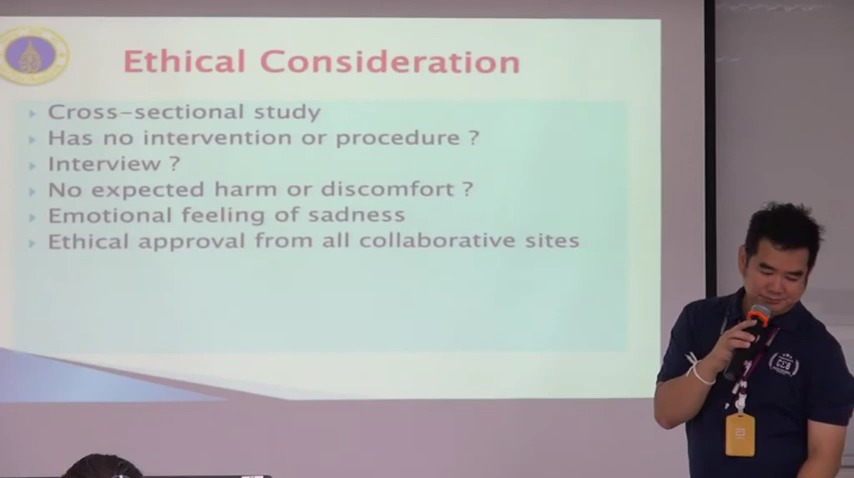 Ethical Consideration
Cross-sectional study
Has no intervention or procedure ?
Interview ?
No expected harm or discomfort ?
Emotional feeling of sadness
Ethical approval from all collaborative sites